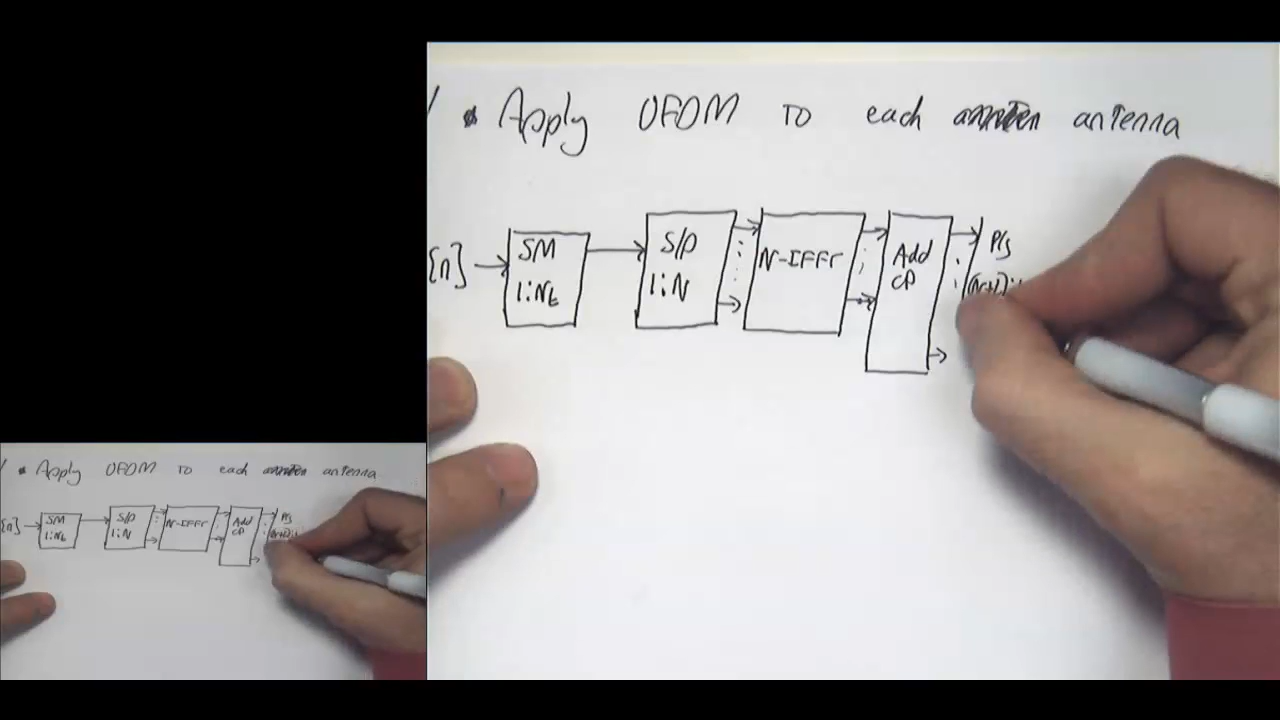 • Apply OFDM TO each antenna
[n] → SM → S/P → N-IFFT → Add → P/S
1:Nt 1:N CP